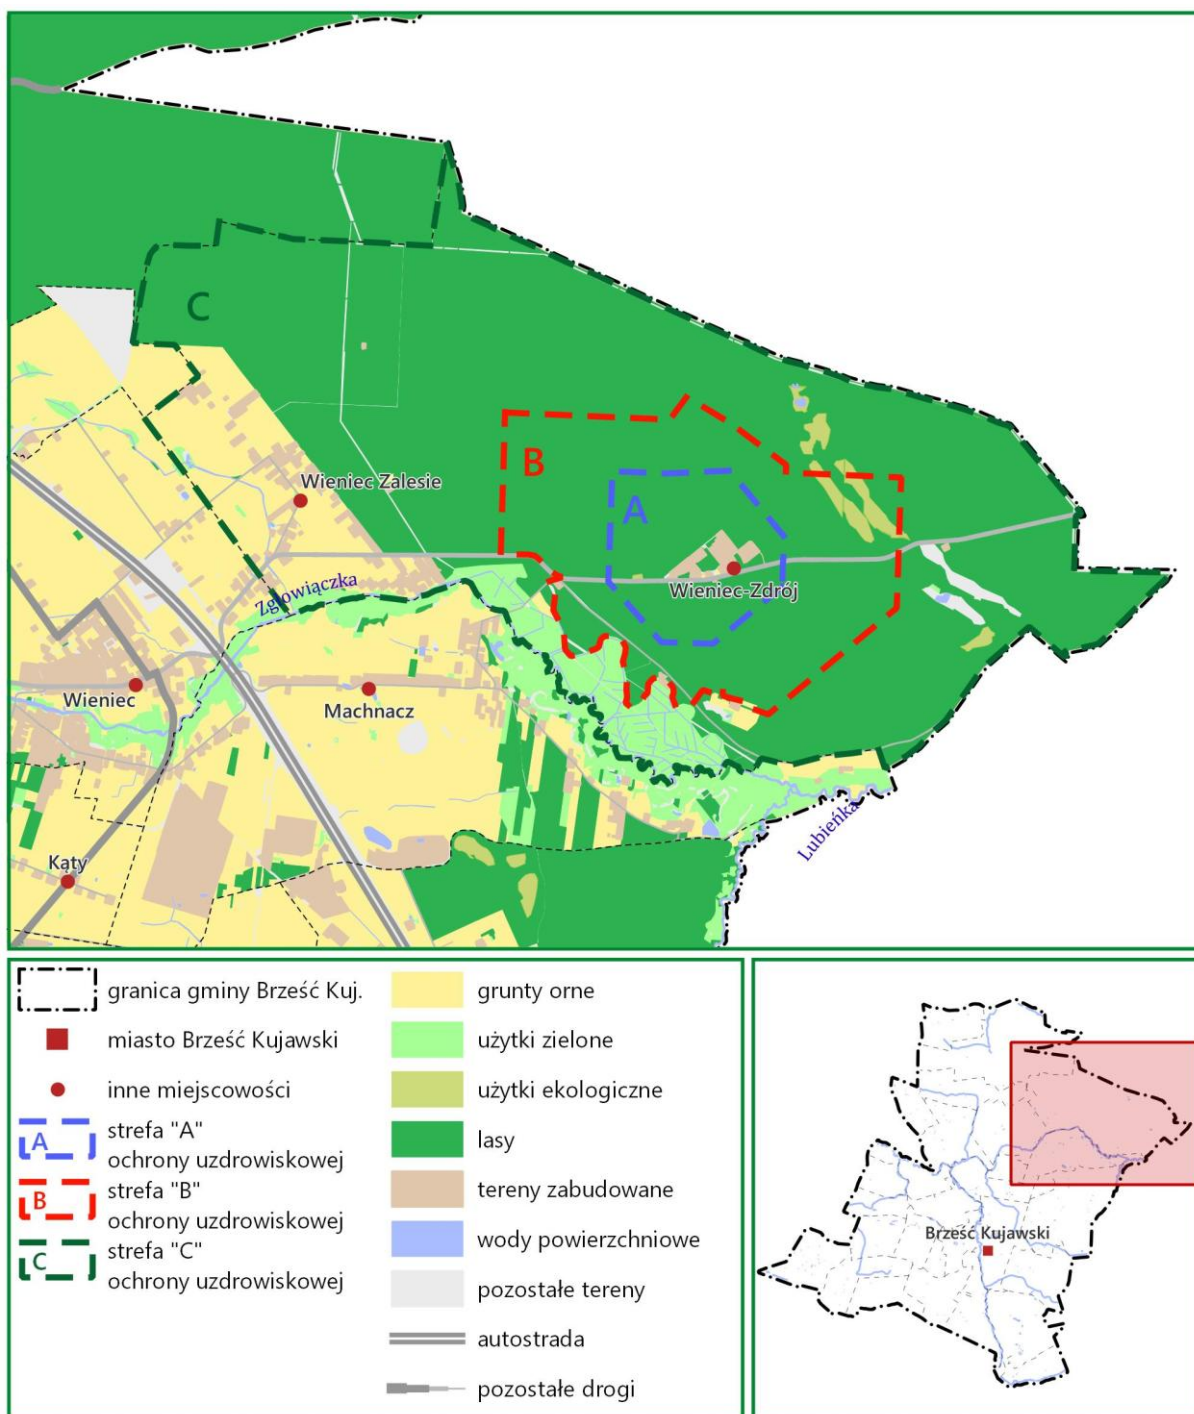 C
B
A
Wieniec Zalesie
Wieniec-Zdrój
Zgłowiączka
Wieniec
Machnacz
Lubieńka
Kąty
granica gminy Brześć Kuj.
miasto Brześć Kujawski
inne miejscowości
A
strefa "A"
ochrony uzdrowiskowej
B
strefa "B"
ochrony uzdrowiskowej
C
strefa "C"
ochrony uzdrowiskowej
grunty orne
użytki zielone
użytki ekologiczne
lasy
tereny zabudowane
wody powierzchniowe
pozostałe tereny
autostrada
pozostałe drogi
Brześć Kujawski